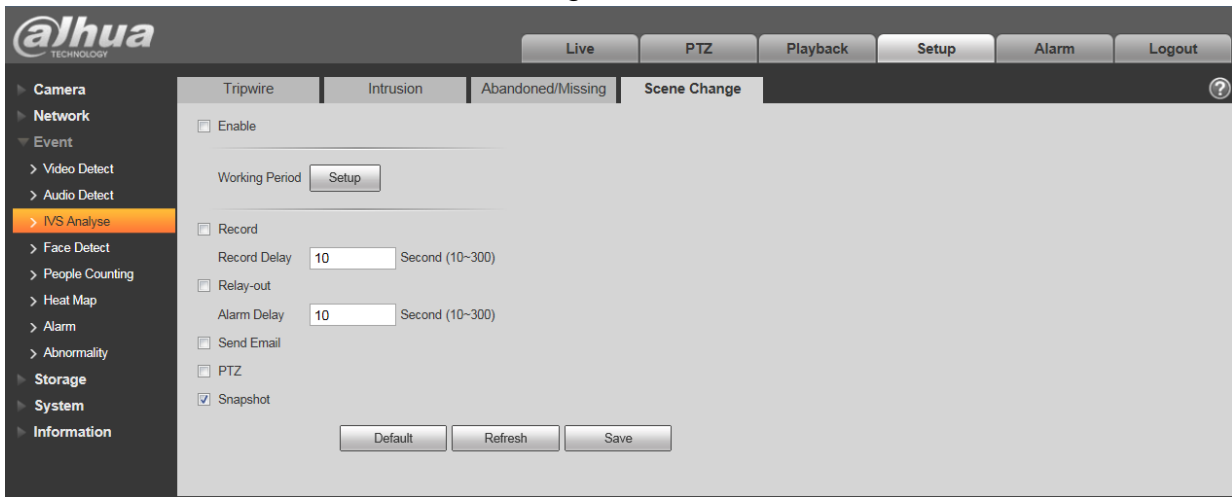 alhua
TECHNOLOGY
Live PTZ Playback Setup Alarm Logout
Camera
Network
Event
Video Detect
Audio Detect
IVS Analyse
Face Detect
People Counting
Heat Map
Alarm
Abnormality
Storage
System
Information
Tripwire Intrusion Abandoned/Missing Scene Change ?
Enable
Working Period Setup
Record
Record Delay 10 Second (10~300)
Relay-out
Alarm Delay 10 Second (10~300)
Send Email
PTZ
Snapshot
Default Refresh Save